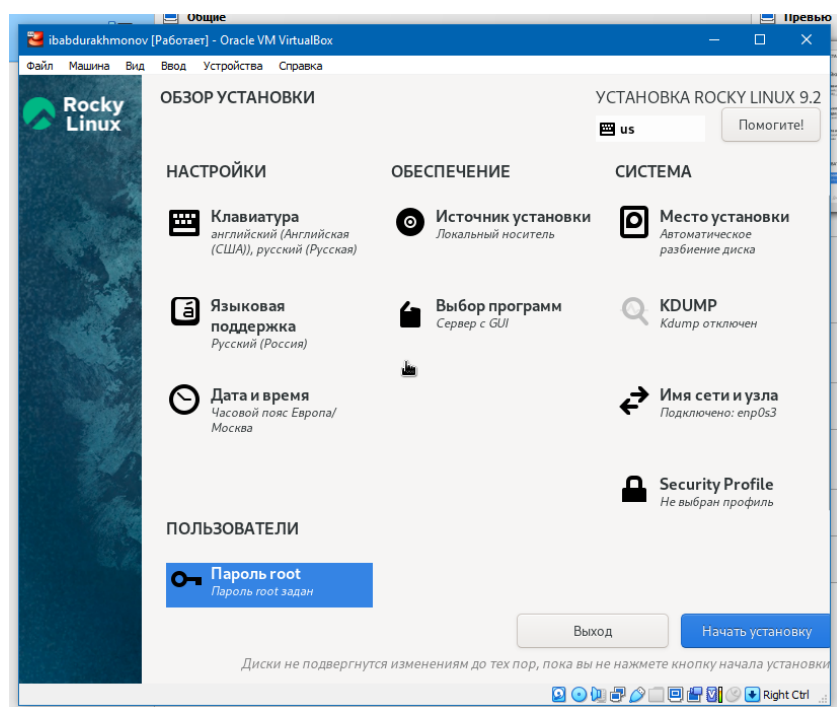 Общие
Превью
ibabdurakhmonov [Работает] - Oracle VM VirtualBox
Файл Машина Вид Ввод Устройства Справка
Rocky
Linux
ОБЗОР УСТАНОВКИ
УСТАНОВКА ROCKY LINUX 9.2
us
Помогите!
НАСТРОЙКИ
Клавиатура
английский (Английская
(США)), русский (Русская)
Языковая
поддержка
Русский (Россия)
Дата и время
Часовой пояс Европа/
Москва
ОБЕСПЕЧЕНИЕ
Источник установки
Локальный носитель
Выбор программ
Сервер с GUI
СИСТЕМА
Место установки
Автоматическое
разбиение диска
KDUMP
Kdump отключен
Имя сети и узла
Подключено: enp0s3
Security Profile
Не выбран профиль
ПОЛЬЗОВАТЕЛИ
Пароль root
Пароль root задан
Выход
Начать установку
Диски не подвергнутся изменениям до тех пор, пока вы не нажмете кнопку начала установки
Right Ctrl